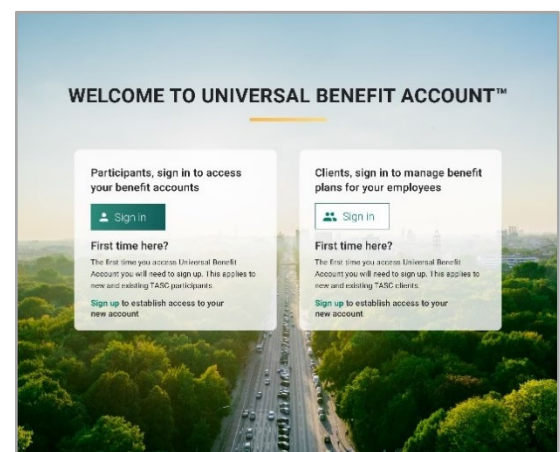 WELCOME TO UNIVERSAL BENEFIT ACCOUNT™
Participants, sign in to access
your benefit accounts
Sign in
First time here?
The first time you access Universal Benefit
Account you will need to sign up. This applies to
new and existing TASC participants.
Sign up to establish access to your
new account
Clients, sign in to manage benefit
plans for your employees
Sign in
First time here?
The first time you access Universal Benefit
Account you will need to sign up. This applies to
new and existing TASC clients.
Sign up to establish access to your
new account